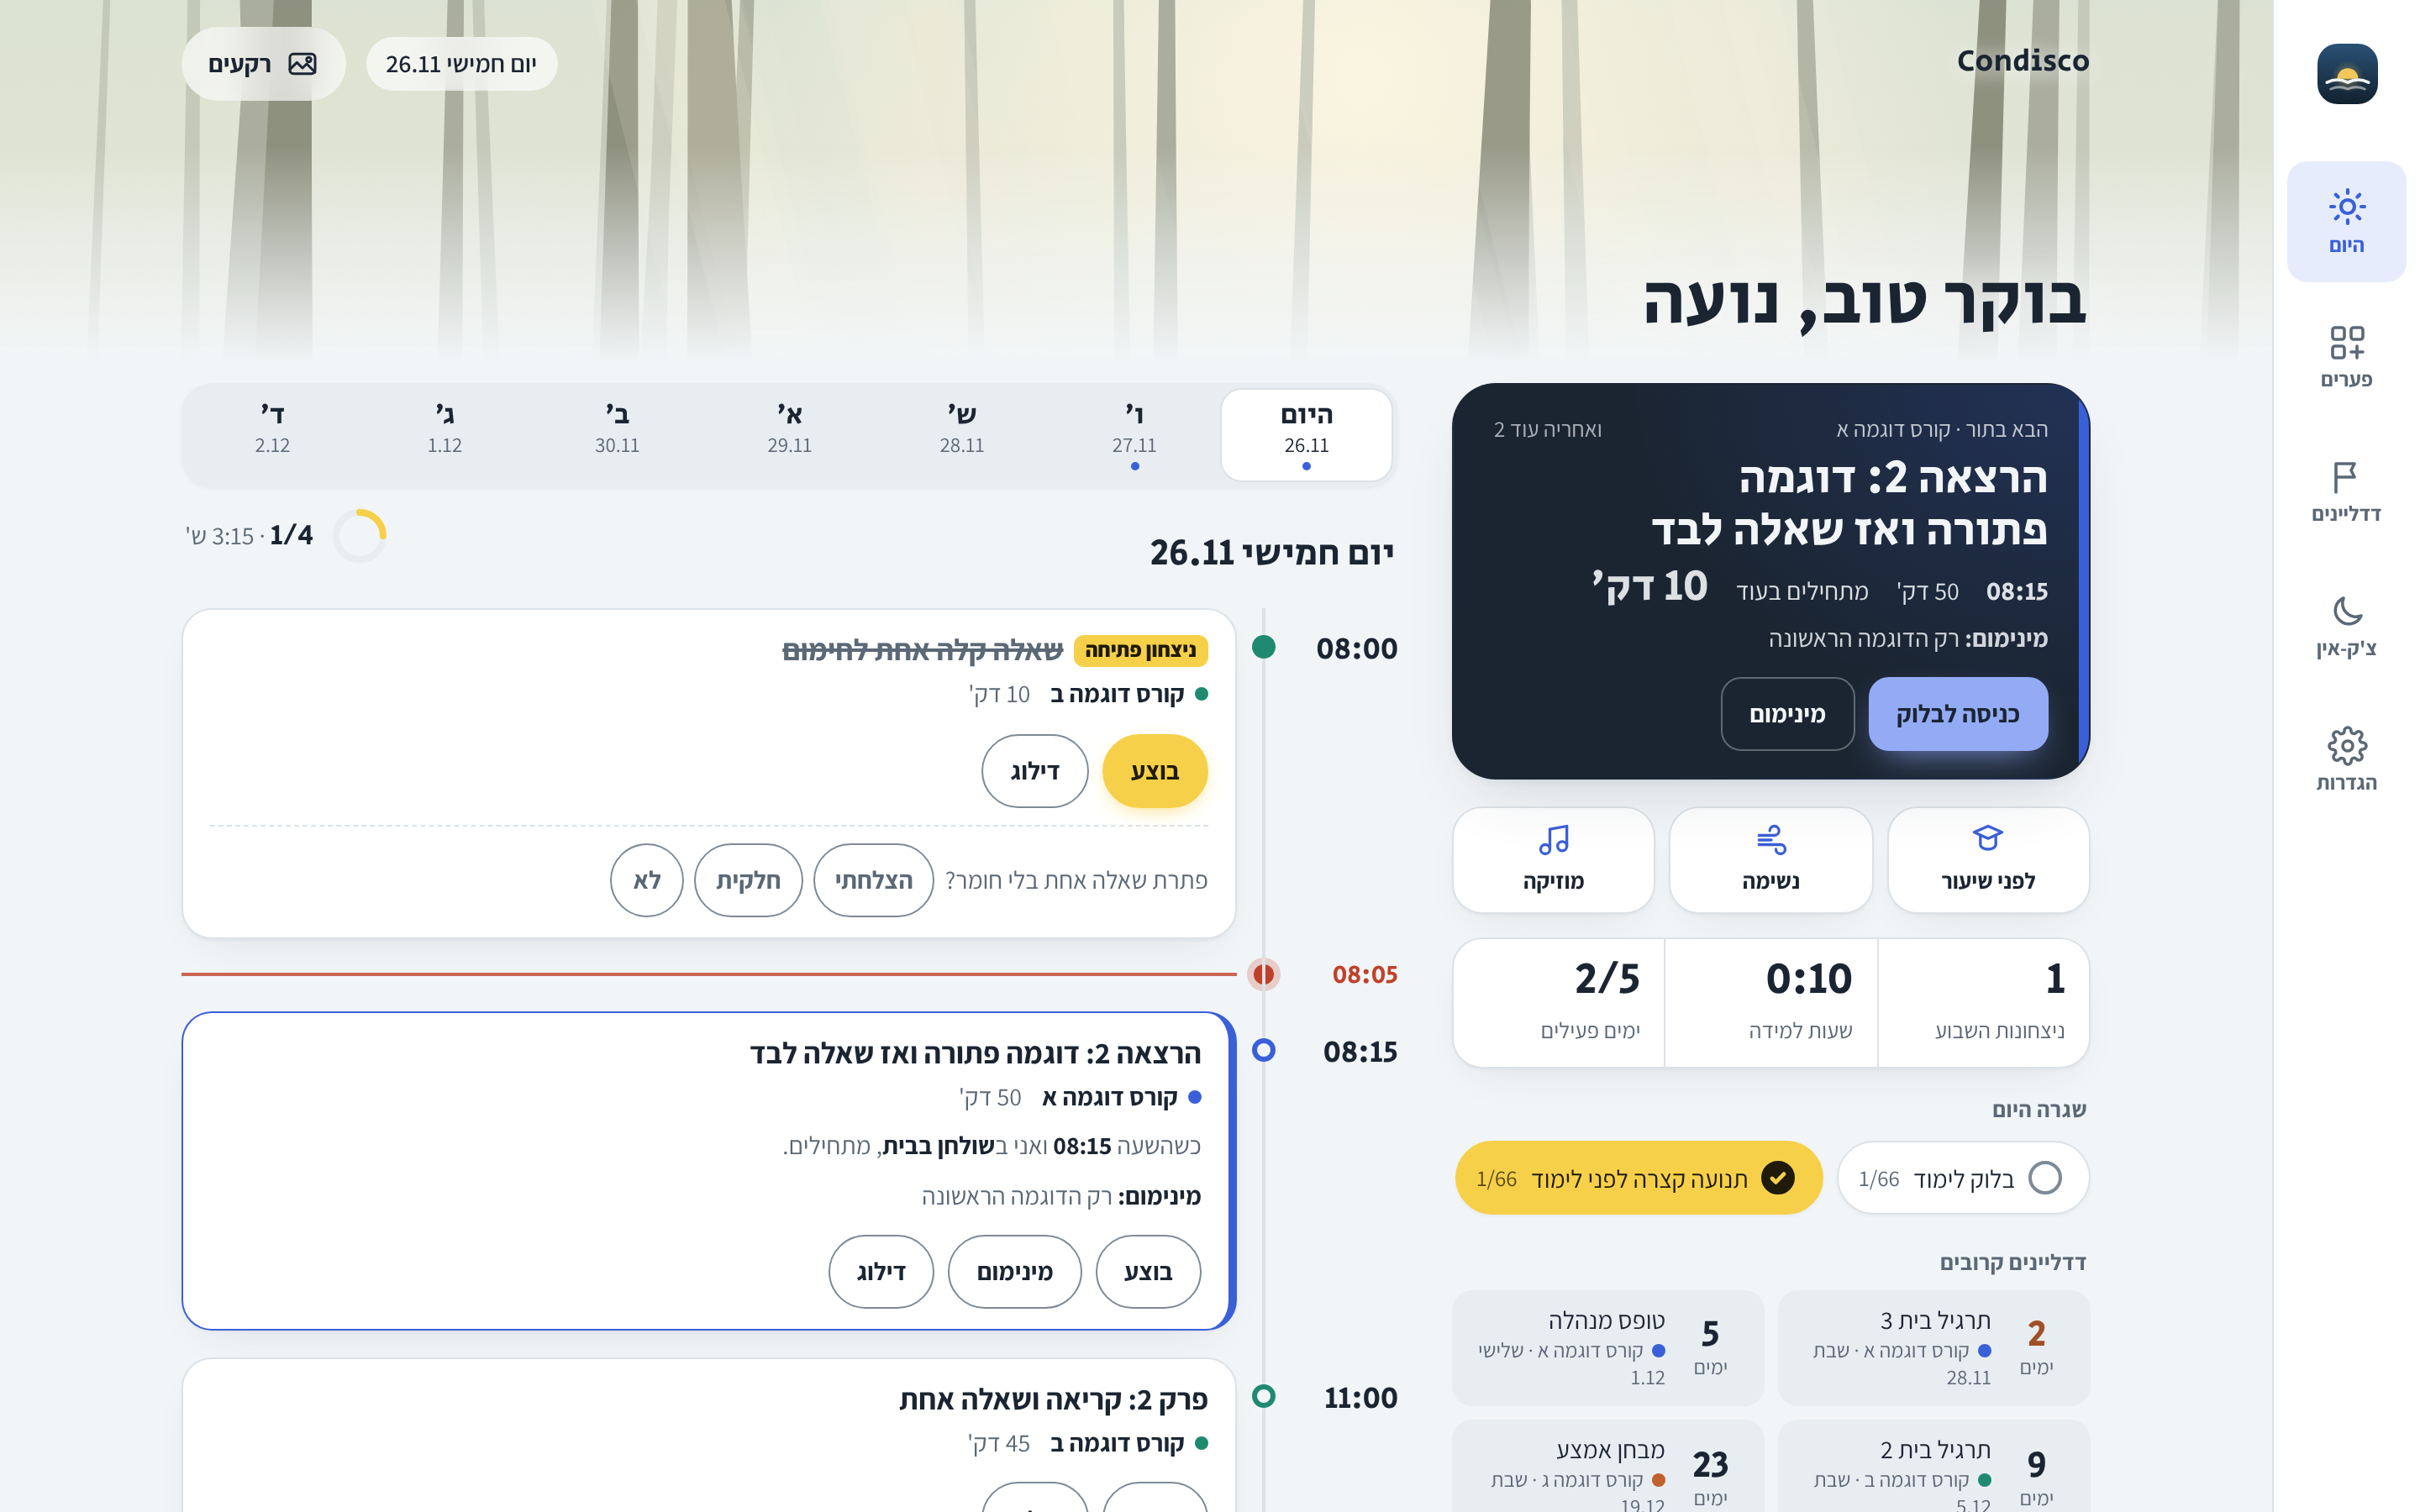 Condisco
יום חמישי 26.11
רקעים
היום
פערים
דדליינים
צ'ק-אין
הגדרות
בוקר טוב, נועה
הבא בתור · קורס דוגמה א
ואחריה עוד 2
הרצאה 2: דוגמה
פתורה ואז שאלה לבד
08:15 50 דק' מתחילים בעוד 10 דק׳
מינימום: רק הדוגמה הראשונה
כניסה לבלוק
מינימום
לפני שיעור
נשימה
מוזיקה
1
ניצחונות השבוע
0:10
שעות למידה
2/5
ימים פעילים
שגרה היום
בלוק לימוד 1/66
תנועה קצרה לפני לימוד 1/66
דדליינים קרובים
2
ימים
תרגיל בית 3
קורס דוגמה א · שבת
28.11
5
ימים
טופס מנהלה
קורס דוגמה א · שלישי
1.12
9
ימים
תרגיל בית 2
קורס דוגמה ב · שבת
5.12
23
ימים
מבחן אמצע
קורס דוגמה ג · שבת
19.12
היום
26.11
ו׳
27.11
ש׳
28.11
א׳
29.11
ב׳
30.11
ג׳
1.12
ד׳
2.12
יום חמישי 26.11
1/4 · 3:15 ש'
08:00
ניצחון פתיחה שאלה קלה אחת לחימום
קורס דוגמה ב 10 דק'
בוצע
דילוג
פתרת שאלה אחת בלי חומר? הצלחתי חלקית לא
08:05
08:15
הרצאה 2: דוגמה פתורה ואז שאלה לבד
קורס דוגמה א 50 דק'
כשהשעה 08:15 ואני בשולחן בבית, מתחילים.
מינימום: רק הדוגמה הראשונה
בוצע
מינימום
דילוג
11:00
פרק 2: קריאה ושאלה אחת
קורס דוגמה ב 45 דק'